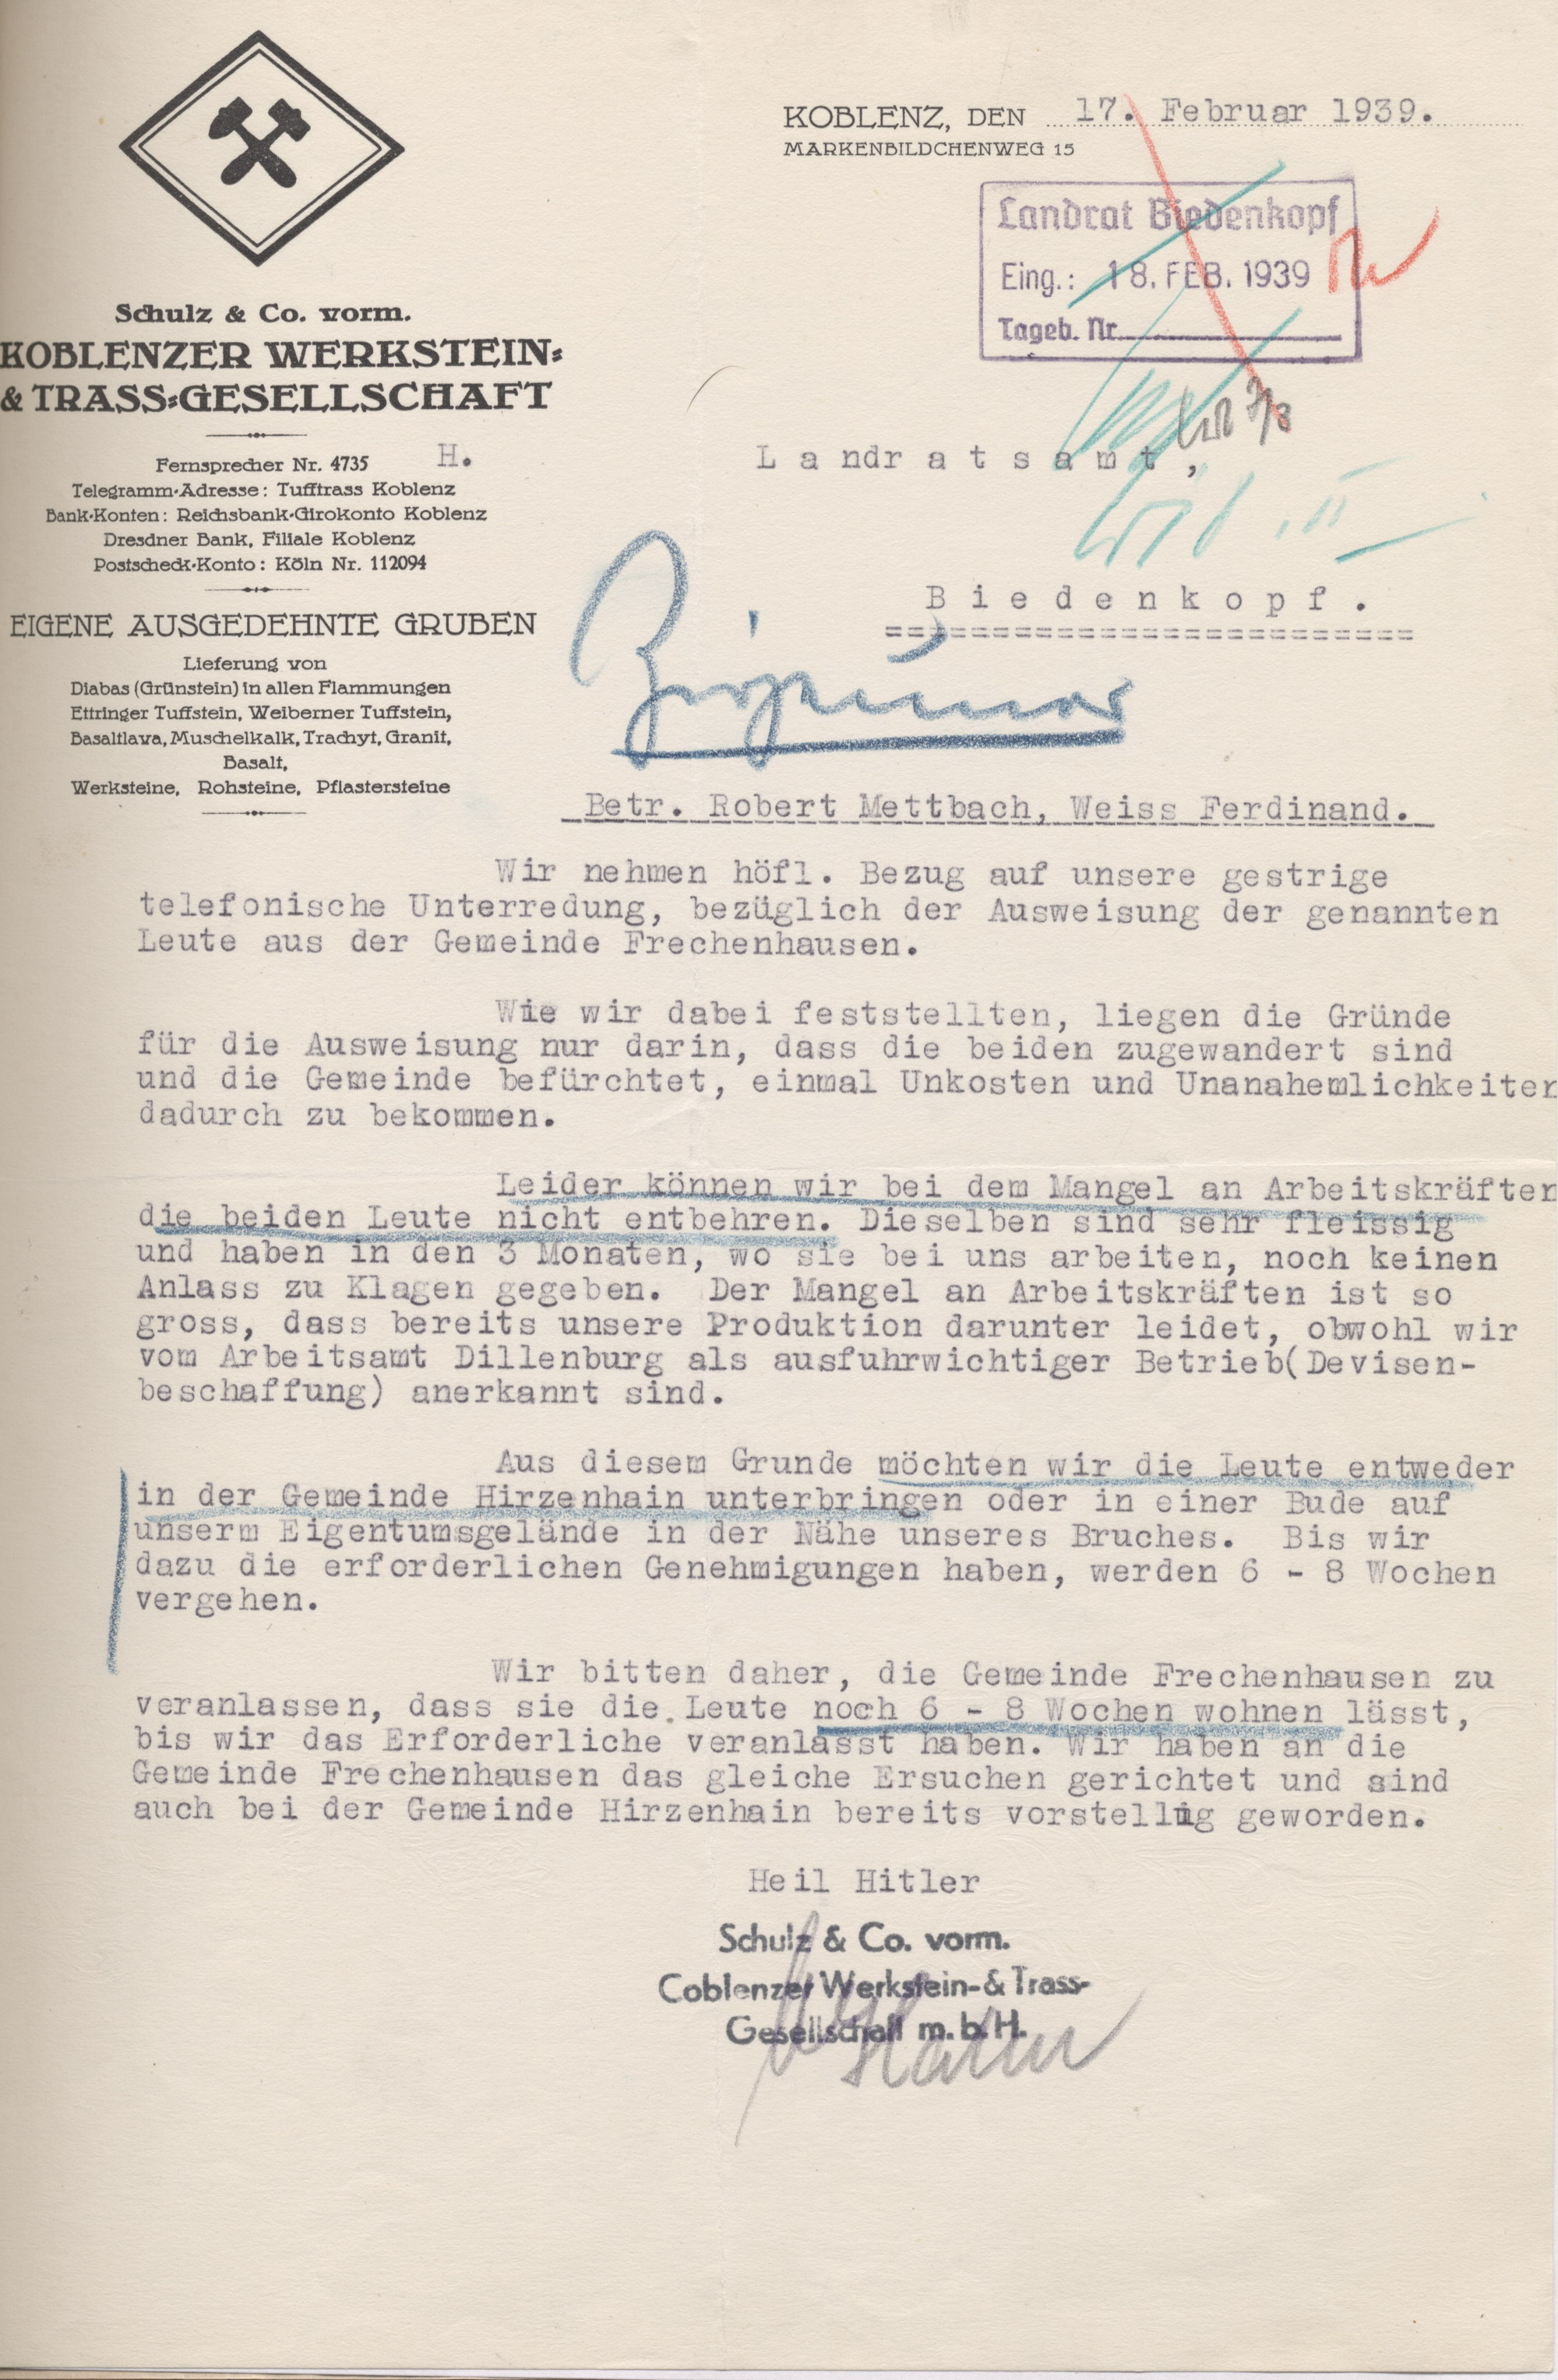 KOBLENZ, DEN 17. Februar 1939.
MARKENBILDCHENWEG 15
Landrat Biedenkopf
Eing.: 18. FEB. 1939
Tageb. Nr.
Schulz & Co. vorm.
KOBLENZER WERKSTEIN-
& TRASS-GESELLSCHAFT
Fernsprecher Nr. 4735 H.
Telegramm-Adresse: Tufftrass Koblenz
Bank-Konten: Reichsbank-Girokonto Koblenz
Dresdner Bank, Filiale Koblenz
Postscheck-Konto: Köln Nr. 112094
EIGENE AUSGEDEHNTE GRUBEN
Lieferung von
Diabas (Grünstein) in allen Flammungen
Ettringer Tuffstein, Weiberner Tuffstein,
Basaltlava, Muschelkalk, Trachyt, Granit,
Basalt,
Werksteine, Rohsteine, Pflastersteine
Landratsamt,
Biedenkopf.
=========================
Zigeuner
Betr. Robert Mettbach, Weiss Ferdinand.
Wir nehmen höfl. Bezug auf unsere gestrige
telefonische Unterredung, bezüglich der Ausweisung der genannten
Leute aus der Gemeinde Frechenhausen.
Wie wir dabei feststellten, liegen die Gründe
für die Ausweisung nur darin, dass die beiden zugewandert sind
und die Gemeinde befürchtet, einmal Unkosten und Unanahemlichkeiten
dadurch zu bekommen.
Leider können wir bei dem Mangel an Arbeitskräften
die beiden Leute nicht entbehren. Dieselben sind sehr fleissig
und haben in den 3 Monaten, wo sie bei uns arbeiten, noch keinen
Anlass zu Klagen gegeben. Der Mangel an Arbeitskräften ist so
gross, dass bereits unsere Produktion darunter leidet, obwohl wir
vom Arbeitsamt Dillenburg als ausfuhrwichtiger Betrieb(Devisen-
beschaffung) anerkannt sind.
Aus diesem Grunde möchten wir die Leute entweder
in der Gemeinde Hirzenhain unterbringen oder in einer Bude auf
unserm Eigentumsgelände in der Nähe unseres Bruches. Bis wir
dazu die erforderlichen Genehmigungen haben, werden 6 - 8 Wochen
vergehen.
Wir bitten daher, die Gemeinde Frechenhausen zu
veranlassen, dass sie die Leute noch 6 - 8 Wochen wohnen lässt,
bis wir das Erforderliche veranlasst haben. Wir haben an die
Gemeinde Frechenhausen das gleiche Ersuchen gerichtet und sind
auch bei der Gemeinde Hirzenhain bereits vorstellig geworden.
Heil Hitler
Schulz & Co. vorm.
Coblenzer Werkstein-& Trass-
Gesellschaft m.b.H.